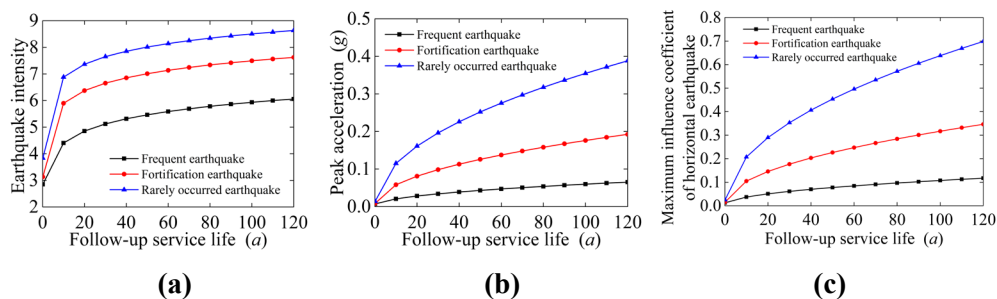 9
8
7
6
5
4
3
2
Earthquake intensity
Frequent earthquake
Fortification earthquake
Rarely occurred earthquake
0 20 40 60 80 100 120
Follow-up service life (a)
(a)
0.5
0.4
0.3
0.2
0.1
0.0
Peak acceleration (g)
Frequent earthquake
Fortification earthquake
Rarely occurred earthquake
0 20 40 60 80 100 120
Follow-up service life (a)
(b)
0.8
0.7
0.6
0.5
0.4
0.3
0.2
0.1
0.0
Maximum influence coefficient
of horizontal earthquake
Frequent earthquake
Fortification earthquake
Rarely occurred earthquake
0 20 40 60 80 100 120
Follow-up service life (a)
(c)